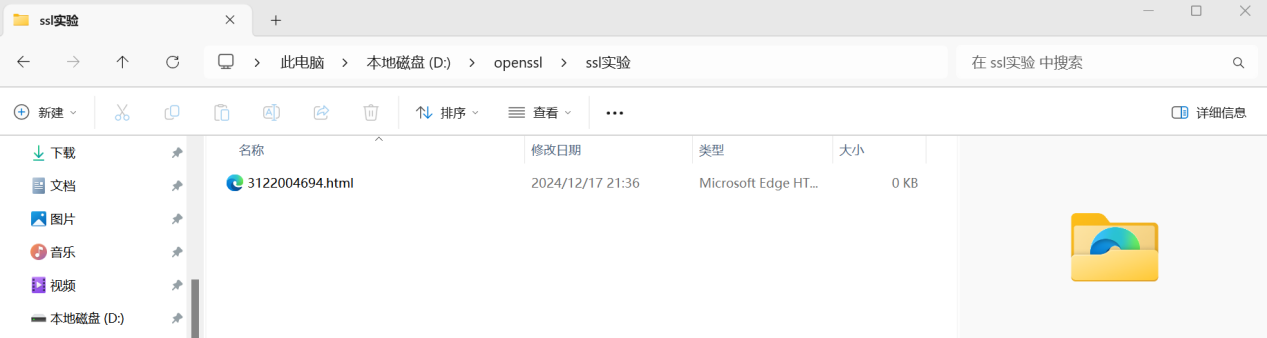 ssl实验
此电脑 本地磁盘 (D:) openssl ssl实验 在 ssl实验 中搜索
新建 排序 查看 详细信息
名称 修改日期 类型 大小
下载
3122004694.html 2024/12/17 21:36 Microsoft Edge HT... 0 KB
文档
图片
音乐
视频
本地磁盘 (D:)